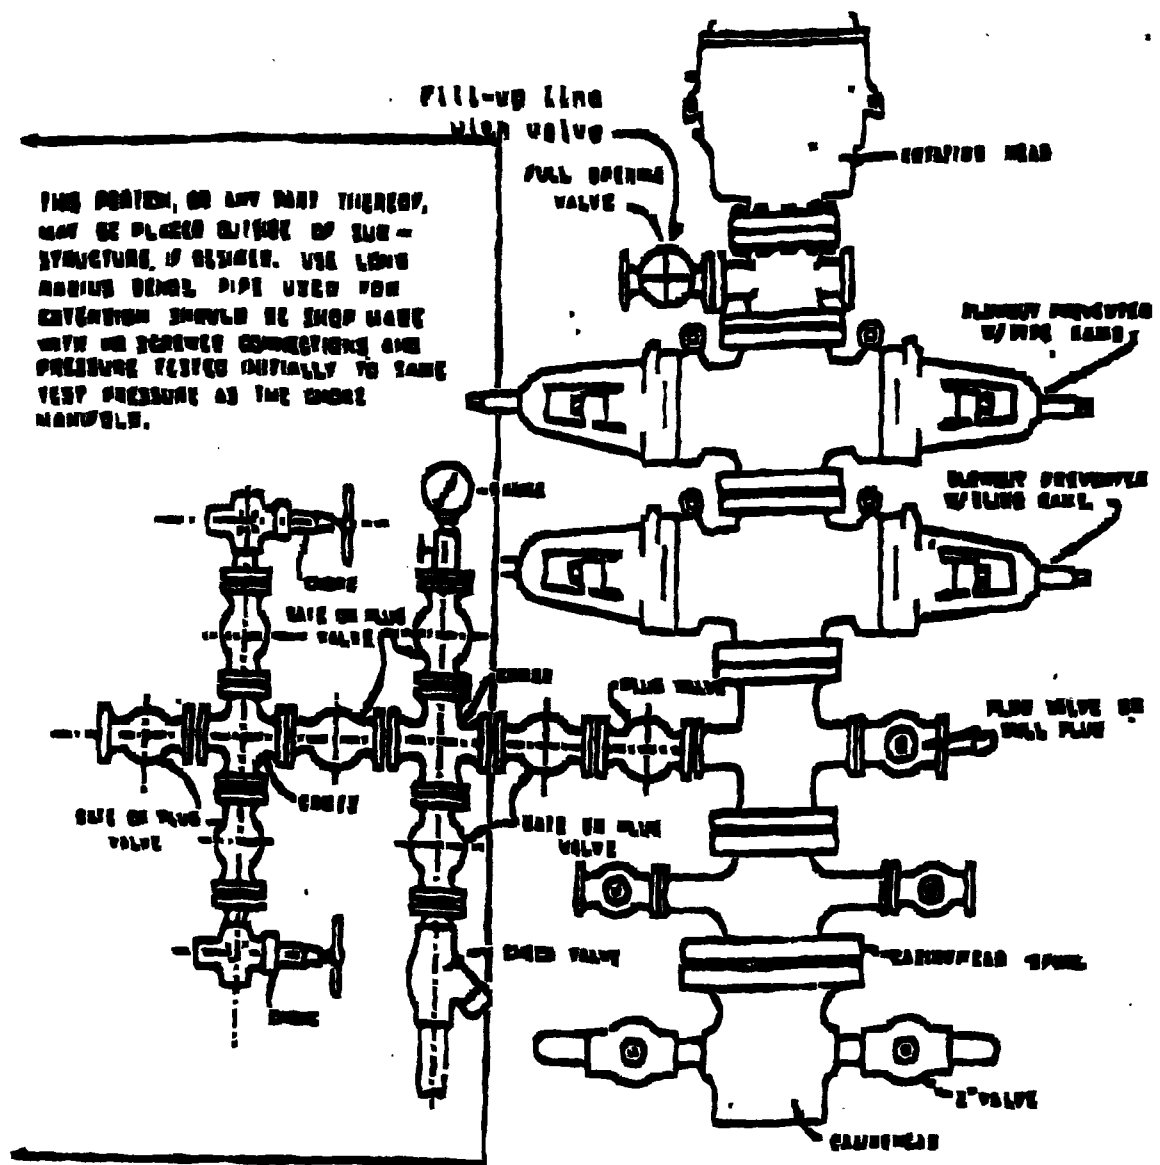 Fill-up line
with valve
FULL OPENING
VALVE
ROTATING HEAD
THIS PORTION, OR ANY PART THEREOF,
MAY BE PLACED OUTSIDE OF SUB-
STRUCTURE, IF DESIRED. USE LONG
RADIUS BENDS. PIPE USED FOR
EXTENTION SHOULD BE SHOP MADE
WITH NO SCREWED CONNECTIONS AND
PRESSURE TESTED INITIALLY TO SAME
TEST PRESSURE AS THE CHOKE
MANIFOLD.
BLOWOUT PREVENTER
W/PIPE RAMS
BLOWOUT PREVENTER
W/BLIND RAMS
GAUGE
CHOKE
GATE OR PLUG
VALVE
CROSS
PLUG VALVE
PLUG VALVE OR
BULL PLUG
CROSS
GATE OR PLUG
VALVE
GATE OR PLUG
VALVE
CHECK VALVE
CASINGHEAD SPOOL
CHOKE
2" VALVE
CASINGHEAD